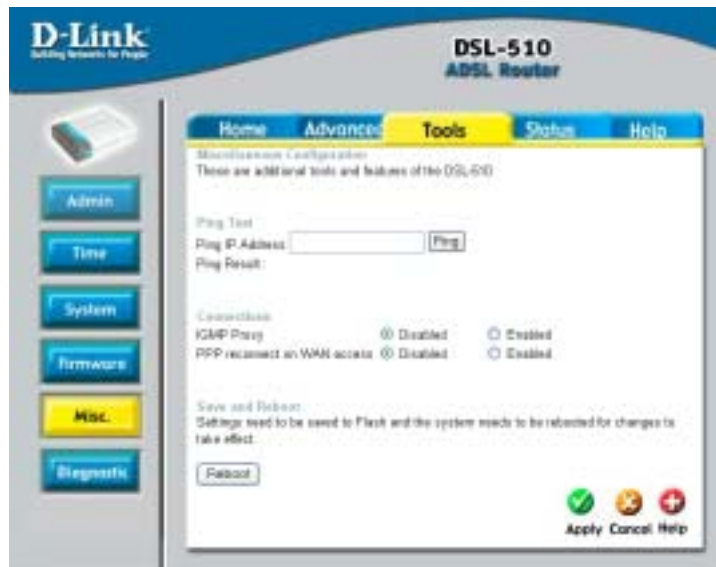 D-Link
Building Networks for People
DSL-510
ADSL Router
Home
Advanced
Tools
Status
Help
Miscellaneous Configuration
These are additional tools and features of the DSL-510
Admin
Time
System
Firmware
Misc.
Diagnostic
Ping Test
Ping IP Address
Ping
Ping Result:
Connections
IGMP Proxy Disabled Enabled
PPP reconnect on WAN access Disabled Enabled
Save and Reboot
Settings need to be saved to Flash and the system needs to be rebooted for changes to
take effect.
Reboot
Apply Cancel Help